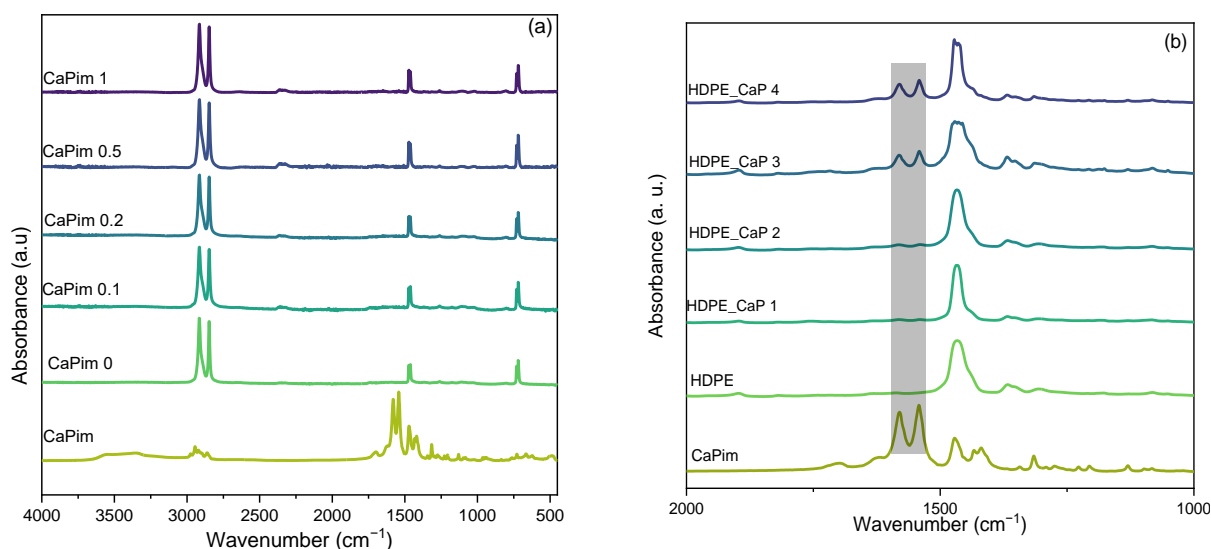 (a)
CaPim 1
CaPim 0.5
CaPim 0.2
CaPim 0.1
CaPim 0
CaPim
Absorbance (a.u)
4000 3500 3000 2500 2000 1500 1000 500
Wavenumber (cm⁻¹)
(b)
HDPE_CaP 4
HDPE_CaP 3
HDPE_CaP 2
HDPE_CaP 1
HDPE
CaPim
Absorbance (a. u.)
2000 1500 1000
Wavenumber (cm⁻¹)